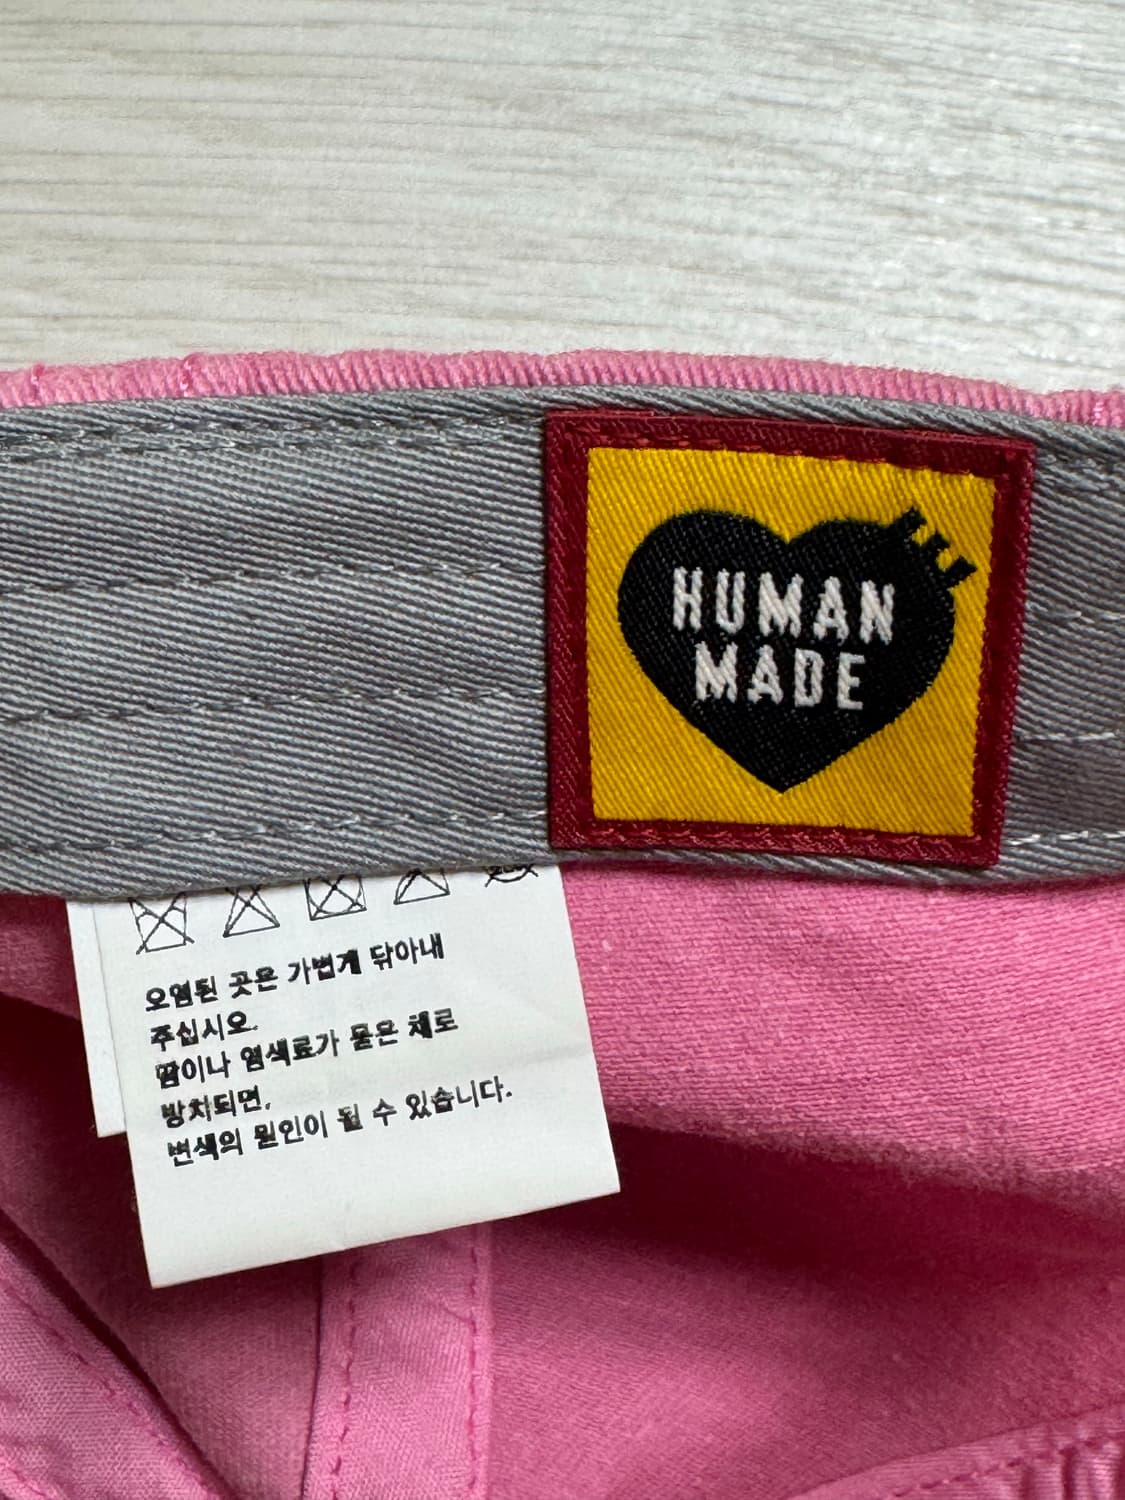 HUMAN
MADE
오염된 곳은 가볍게 닦아내
주십시오.
땀이나 염색료가 묻은 채로
방치되면,
변색의 원인이 될 수 있습니다.